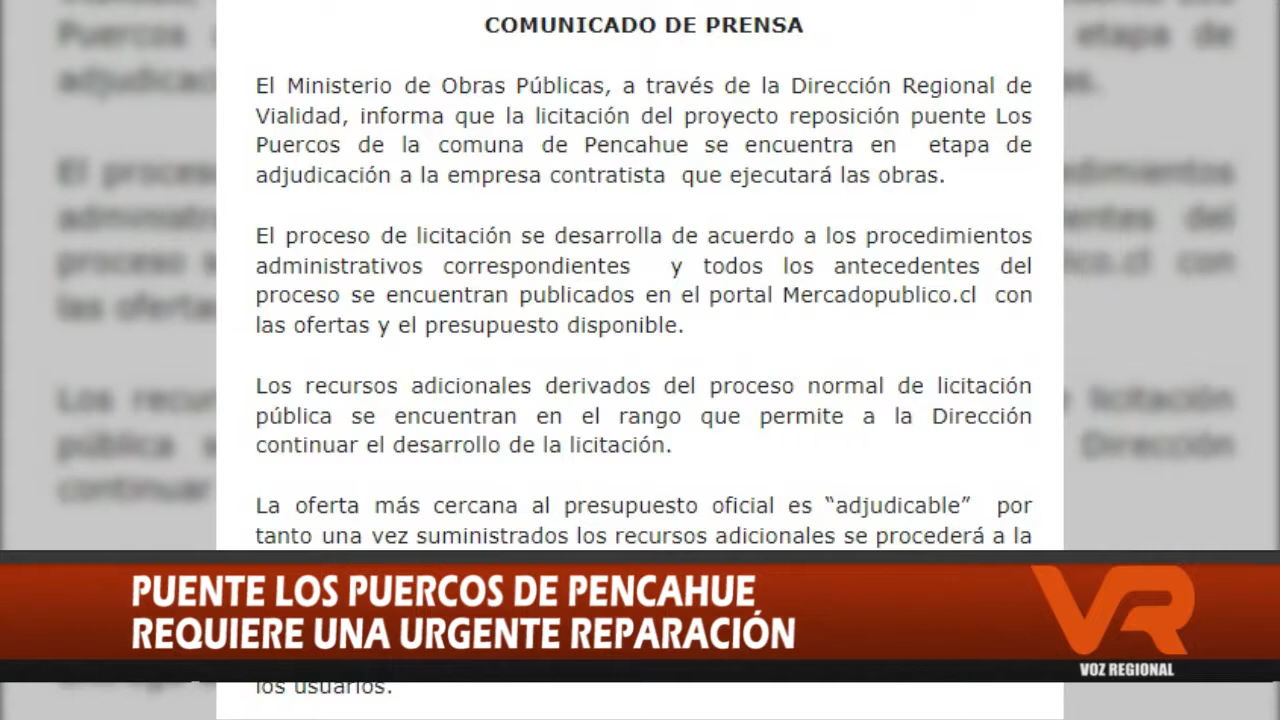 COMUNICADO DE PRENSA
El Ministerio de Obras Públicas, a través de la Dirección Regional de
Vialidad, informa que la licitación del proyecto reposición puente Los
Puercos de la comuna de Pencahue se encuentra en etapa de
adjudicación a la empresa contratista que ejecutará las obras.
El proceso de licitación se desarrolla de acuerdo a los procedimientos
administrativos correspondientes y todos los antecedentes del
proceso se encuentran publicados en el portal Mercadopublico.cl con
las ofertas y el presupuesto disponible.
Los recursos adicionales derivados del proceso normal de licitación
pública se encuentran en el rango que permite a la Dirección
continuar el desarrollo de la licitación.
La oferta más cercana al presupuesto oficial es “adjudicable” por
tanto una vez suministrados los recursos adicionales se procederá a la
PUENTE LOS PUERCOS DE PENCAHUE
REQUIERE UNA URGENTE REPARACIÓN
VR
VOZ REGIONAL
los usuarios.